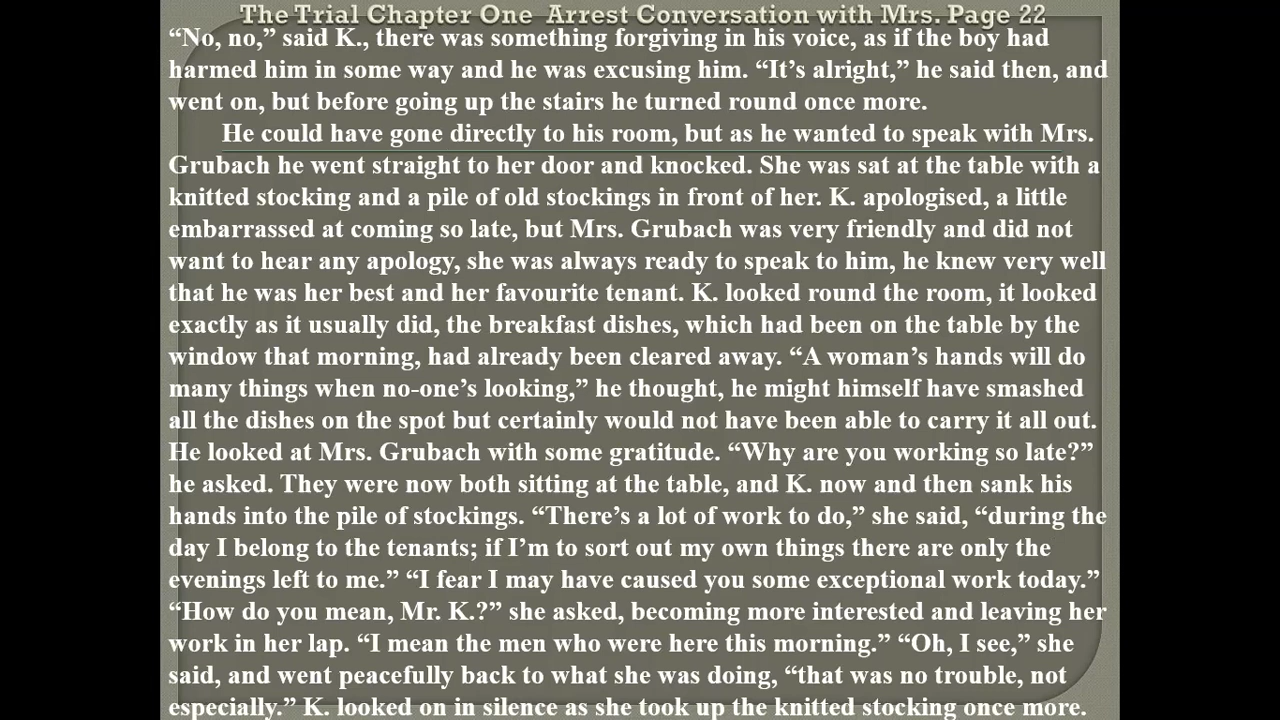 The Trial Chapter One  Arrest Conversation with Mrs. Page 22
“No, no,” said K., there was something forgiving in his voice, as if the boy had
harmed him in some way and he was excusing him. “It’s alright,” he said then, and
went on, but before going up the stairs he turned round once more.
He could have gone directly to his room, but as he wanted to speak with Mrs.
Grubach he went straight to her door and knocked. She was sat at the table with a
knitted stocking and a pile of old stockings in front of her. K. apologised, a little
embarrassed at coming so late, but Mrs. Grubach was very friendly and did not
want to hear any apology, she was always ready to speak to him, he knew very well
that he was her best and her favourite tenant. K. looked round the room, it looked
exactly as it usually did, the breakfast dishes, which had been on the table by the
window that morning, had already been cleared away. “A woman’s hands will do
many things when no-one’s looking,” he thought, he might himself have smashed
all the dishes on the spot but certainly would not have been able to carry it all out.
He looked at Mrs. Grubach with some gratitude. “Why are you working so late?”
he asked. They were now both sitting at the table, and K. now and then sank his
hands into the pile of stockings. “There’s a lot of work to do,” she said, “during the
day I belong to the tenants; if I’m to sort out my own things there are only the
evenings left to me.” “I fear I may have caused you some exceptional work today.”
“How do you mean, Mr. K.?” she asked, becoming more interested and leaving her
work in her lap. “I mean the men who were here this morning.” “Oh, I see,” she
said, and went peacefully back to what she was doing, “that was no trouble, not
especially.” K. looked on in silence as she took up the knitted stocking once more.